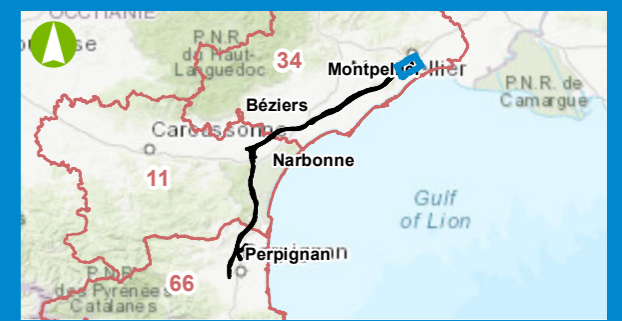 OCCITANIE
P.N.R.
du Haut-
Languedoc
34
Montpellier
P.N.R. de
Camargue
Béziers
Carcassonne
Narbonne
11
Gulf
of Lion
Perpignan
66
P.N.R.
des Pyrénées
Catalanes